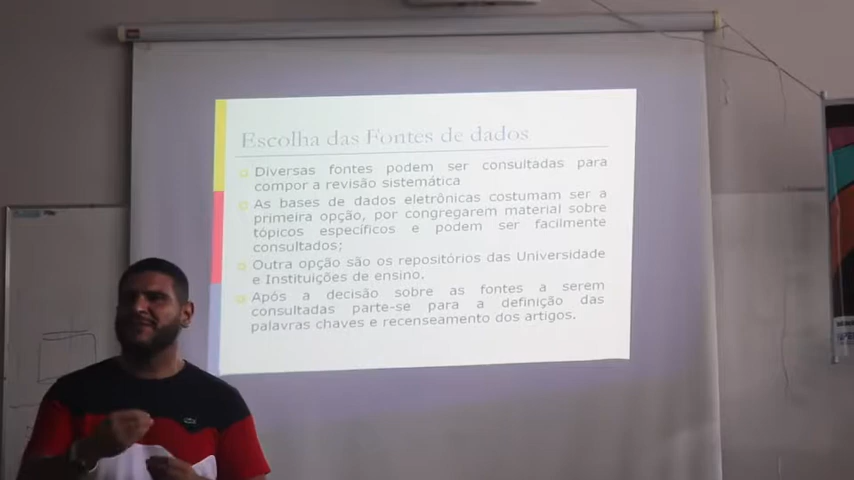 Escolha das Fontes de dados
Diversas fontes podem ser consultadas para
compor a revisão sistemática
As bases de dados eletrônicas costumam ser a
primeira opção, por congregarem material sobre
tópicos específicos e podem ser facilmente
consultados;
Outra opção são os repositórios das Universidade
e Instituições de ensino.
Após a decisão sobre as fontes a serem
consultadas parte-se para a definição das
palavras chaves e recenseamento dos artigos.